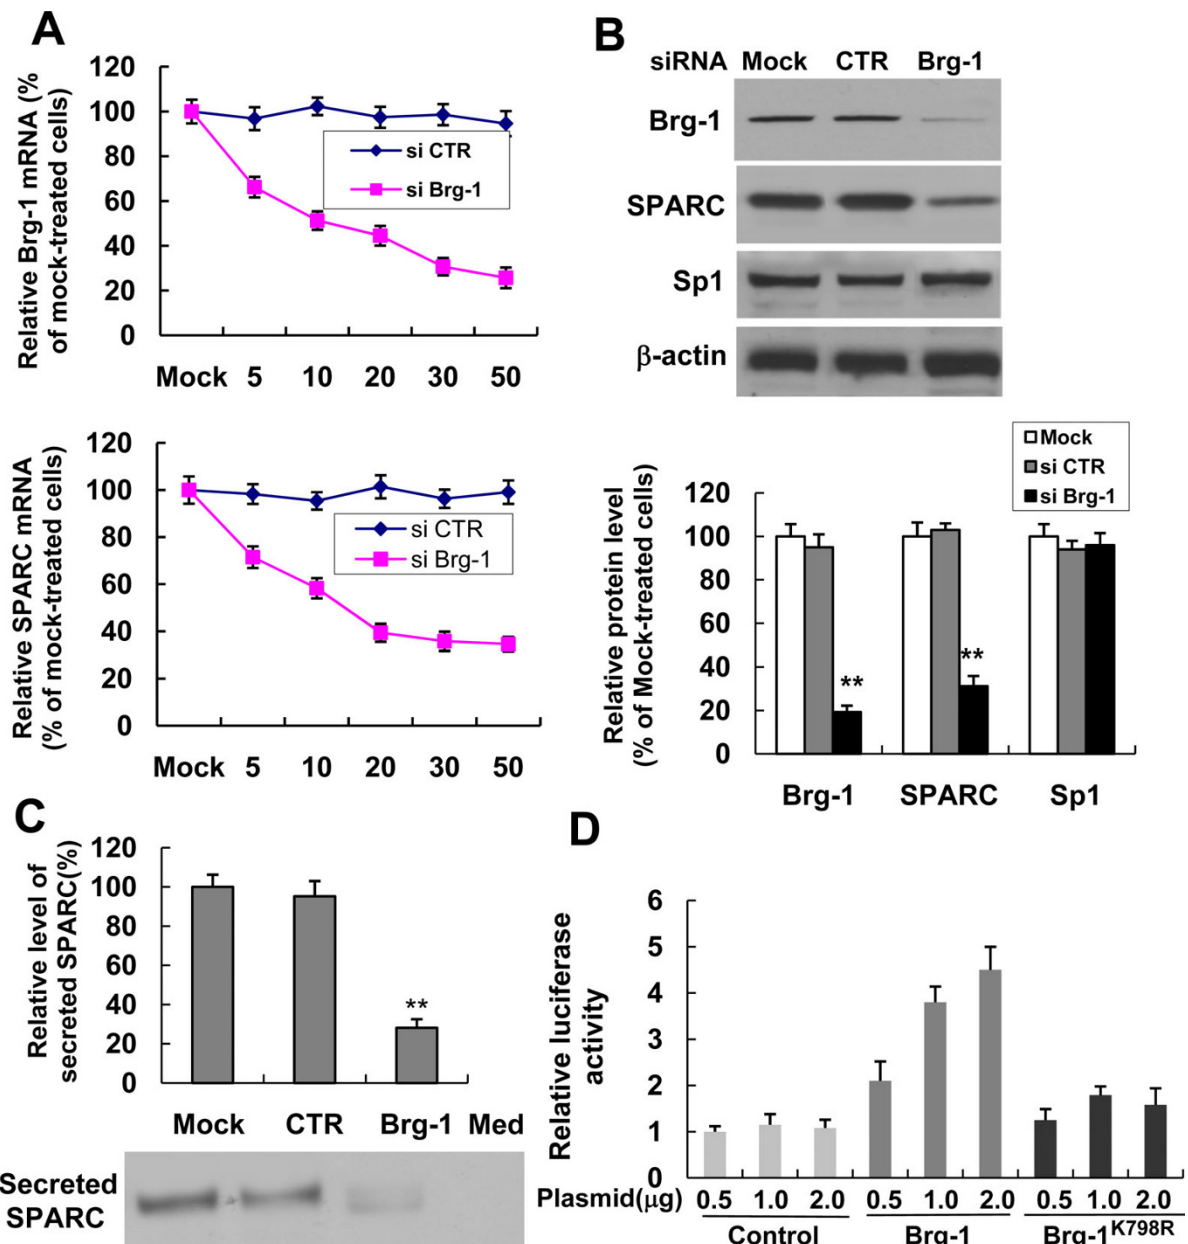 A
Relative Brg-1 mRNA (%
of mock-treated cells)
120
100
80
60
40
20
0
si CTR
si Brg-1
Mock 5 10 20 30 50
Relative SPARC mRNA
(% of mock-treated cells)
120
100
80
60
40
20
0
si CTR
si Brg-1
Mock 5 10 20 30 50
B
siRNA Mock CTR Brg-1
Brg-1
SPARC
Sp1
β-actin
Mock
si CTR
si Brg-1
Relative protein level
(% of Mock-treated cells)
120
100
80
60
40
20
0
**
**
Brg-1 SPARC Sp1
C
Relative level of
secreted SPARC(%)
120
100
80
60
40
20
0
**
Mock CTR Brg-1 Med
Secreted
SPARC
D
Relative luciferase
activity
6
5
4
3
2
1
0
Plasmid(μg) 0.5 1.0 2.0 0.5 1.0 2.0 0.5 1.0 2.0
Control Brg-1 Brg-1K798R